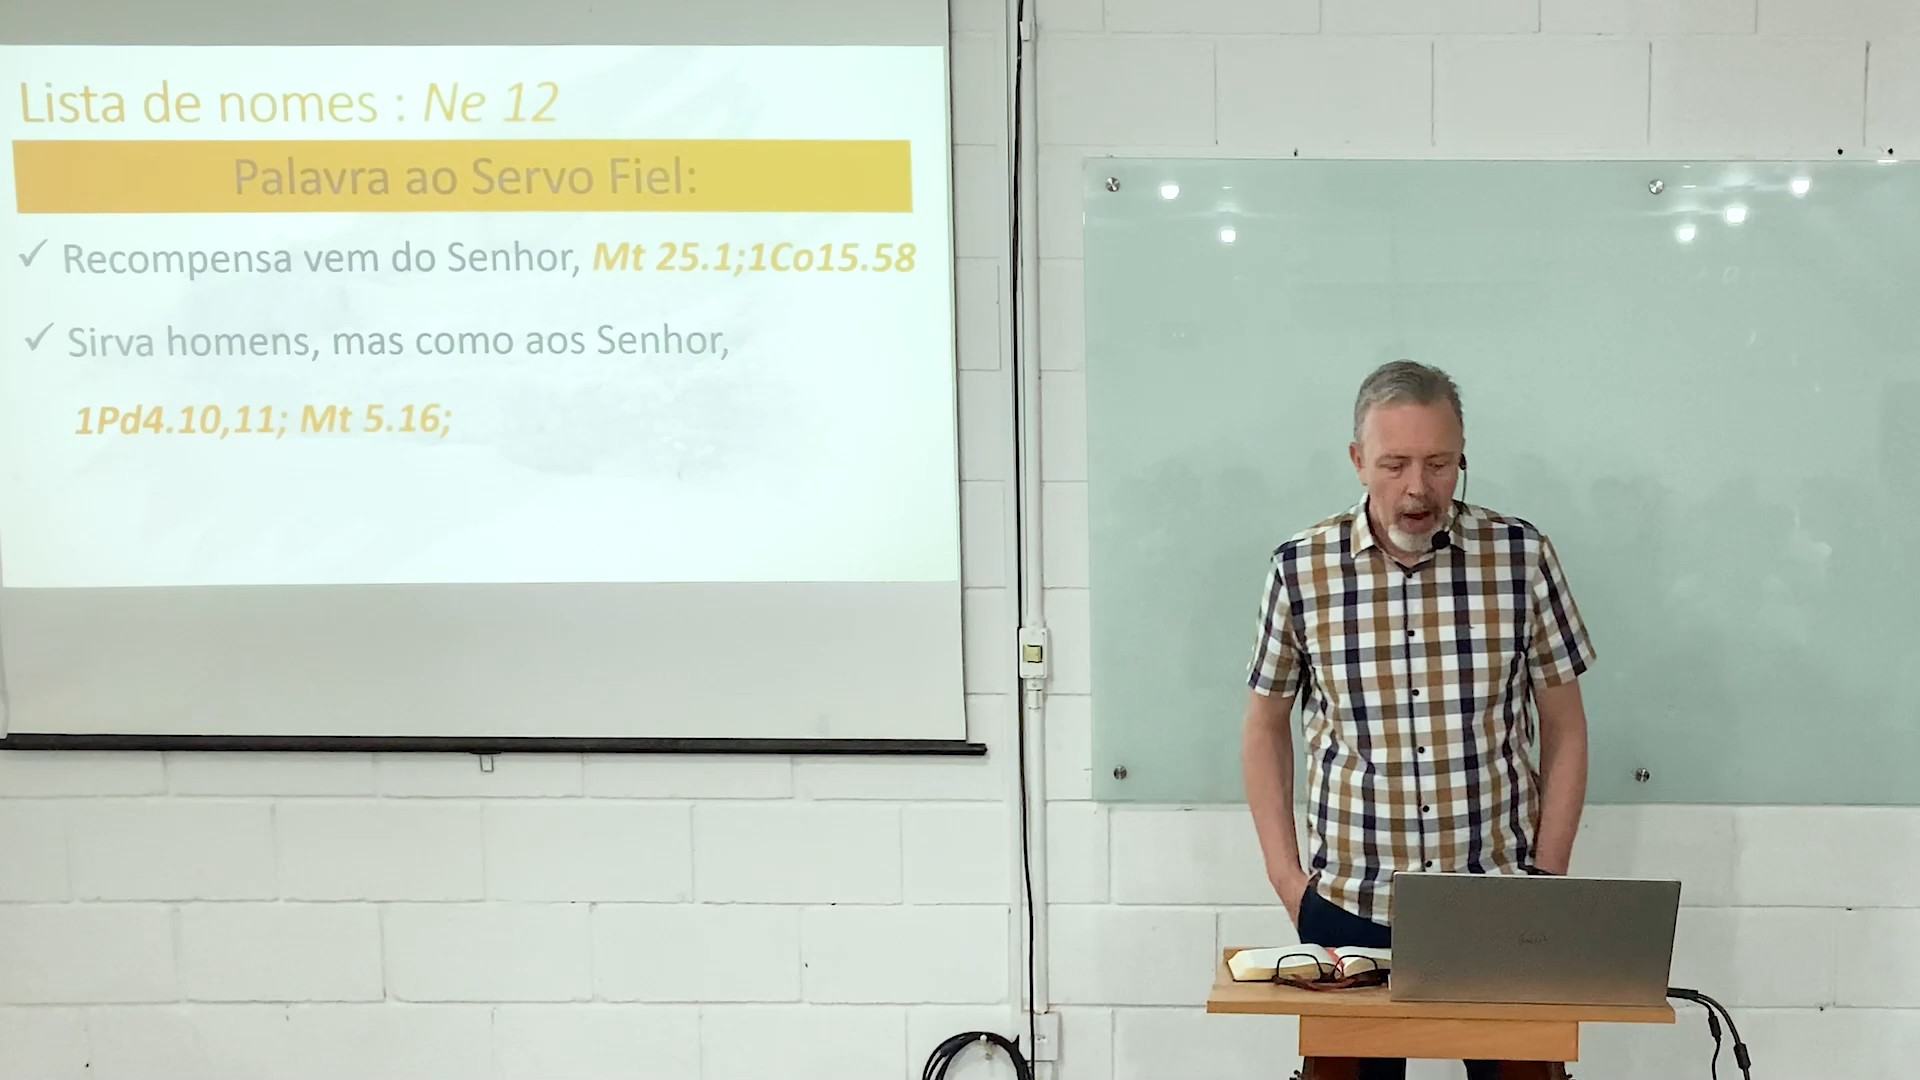 Lista de nomes : Ne 12
Palavra ao Servo Fiel:
✓ Recompensa vem do Senhor, Mt 25.1;1Co15.58
✓ Sirva homens, mas como aos Senhor,
1Pd4.10,11; Mt 5.16;